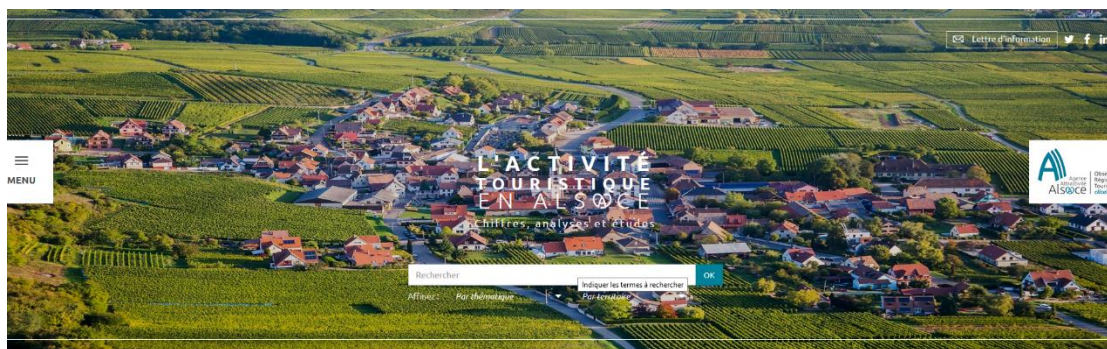 Lettre d'information
MENU
L'ACTIVITÉ
TOURISTIQUE
EN ALSACE
Chiffres, analyses et études
Agence
Attractivité
Alsace
Rechercher
OK
Indiquer les termes à rechercher
Affiner : Par thématique Par territoire